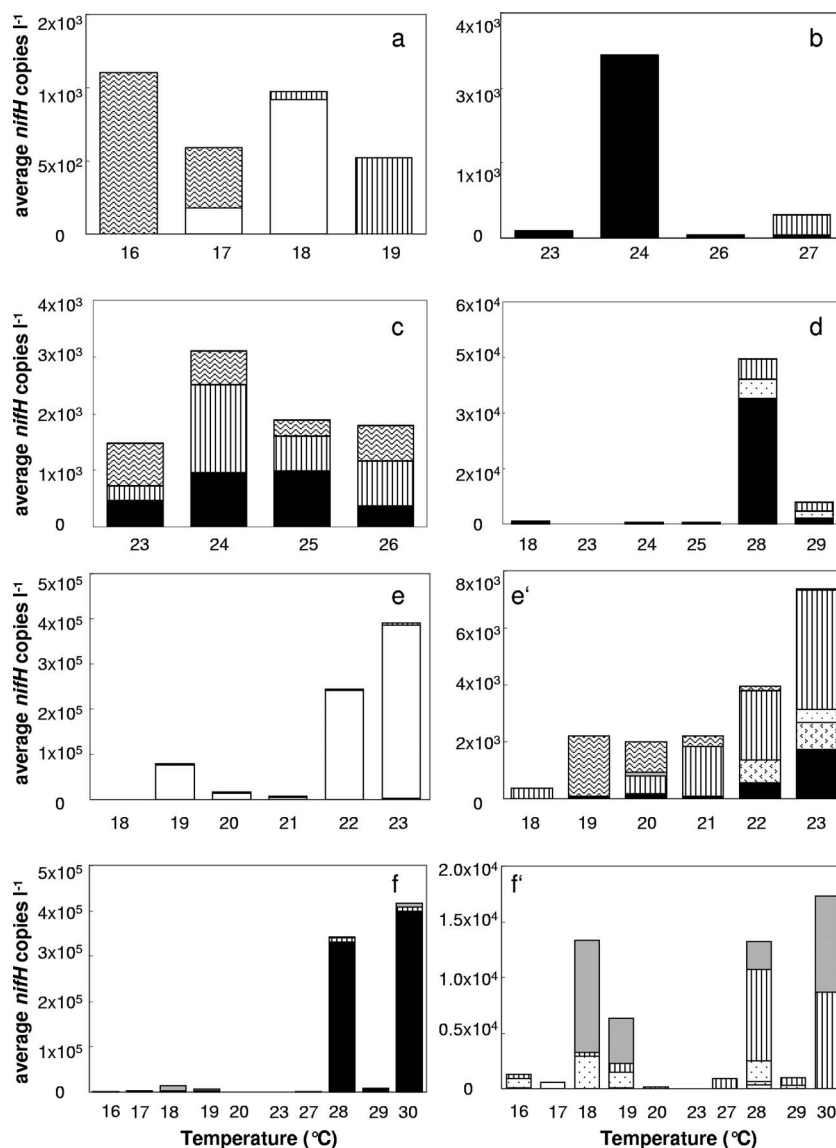 a
average nifH copies l⁻¹
2x10³
1x10³
5x10²
0
16 17 18 19
b
4x10³
3x10³
1x10³
0
23 24 26 27
c
average nifH copies l⁻¹
4x10³
3x10³
2x10³
1x10³
0
23 24 25 26
d
6x10⁴
5x10⁴
3x10⁴
2x10⁴
0
18 23 24 25 28 29
e
average nifH copies l⁻¹
5x10⁵
4x10⁵
3x10⁵
2x10⁵
1x10⁵
0
18 19 20 21 22 23
e'
8x10³
6x10³
4x10³
2x10³
0
18 19 20 21 22 23
f
average nifH copies l⁻¹
5x10⁵
4x10⁵
2x10⁵
1x10⁵
0
16 17 18 19 20 23 27 28 29 30
Temperature (°C)
f'
2.0x10⁴
1.5x10⁴
1.0x10⁴
0.5x10⁴
0
16 17 18 19 20 23 27 28 29 30
Temperature (°C)